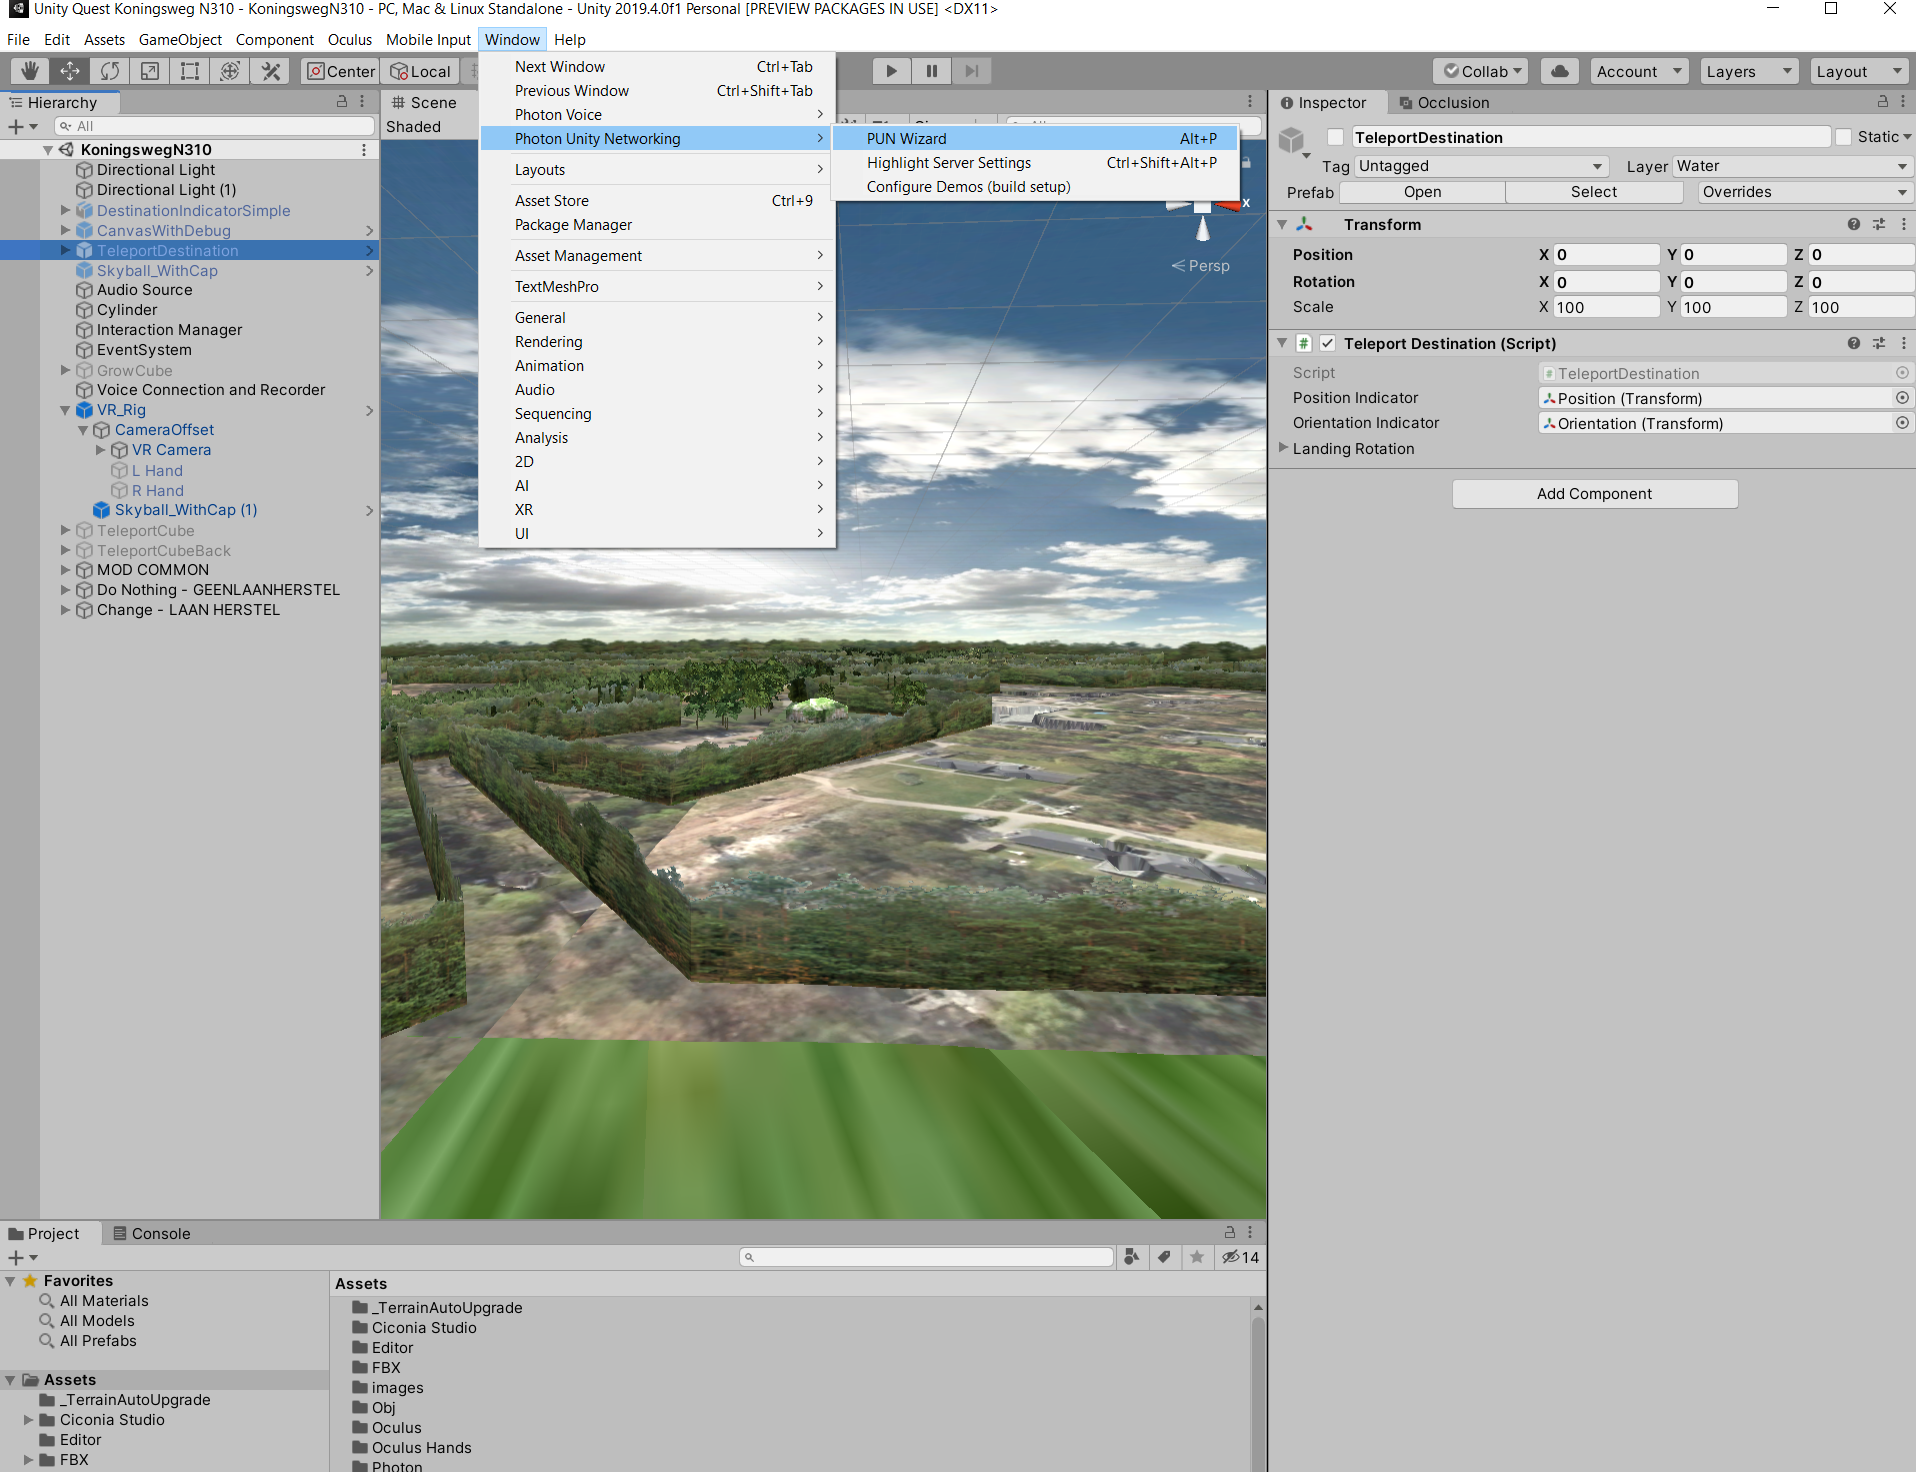 Unity Quest Koningsweg N310 - KoningswegN310 - PC, Mac & Linux Standalone - Unity 2019.4.0f1 Personal [PREVIEW PACKAGES IN USE] <DX11>
File Edit Assets GameObject Component Oculus Mobile Input Window Help
Center Local Collab Account Layers Layout
Hierarchy
All
KoningswegN310
Directional Light
Directional Light (1)
DestinationIndicatorSimple
CanvasWithDebug
TeleportDestination
Skyball_WithCap
Audio Source
Cylinder
Interaction Manager
EventSystem
GrowCube
Voice Connection and Recorder
VR_Rig
CameraOffset
VR Camera
L Hand
R Hand
Skyball_WithCap (1)
TeleportCube
TeleportCubeBack
MOD COMMON
Do Nothing - GEENLAANHERSTEL
Change - LAAN HERSTEL
Scene
Shaded
Next Window Ctrl+Tab
Previous Window Ctrl+Shift+Tab
Photon Voice
Photon Unity Networking
Layouts
Asset Store Ctrl+9
Package Manager
Asset Management
TextMeshPro
General
Rendering
Animation
Audio
Sequencing
Analysis
2D
AI
XR
UI
PUN Wizard Alt+P
Highlight Server Settings Ctrl+Shift+Alt+P
Configure Demos (build setup)
x
Persp
Inspector Occlusion
TeleportDestination Static
Tag Untagged Layer Water
Prefab Open Select Overrides
Transform
Position X 0 Y 0 Z 0
Rotation X 0 Y 0 Z 0
Scale X 100 Y 100 Z 100
# Teleport Destination (Script)
Script TeleportDestination
Position Indicator Position (Transform)
Orientation Indicator Orientation (Transform)
Landing Rotation
Add Component
Project Console
14
Favorites
All Materials
All Models
All Prefabs
Assets
_TerrainAutoUpgrade
Ciconia Studio
Editor
FBX
Assets
_TerrainAutoUpgrade
Ciconia Studio
Editor
FBX
images
Obj
Oculus
Oculus Hands
Photon